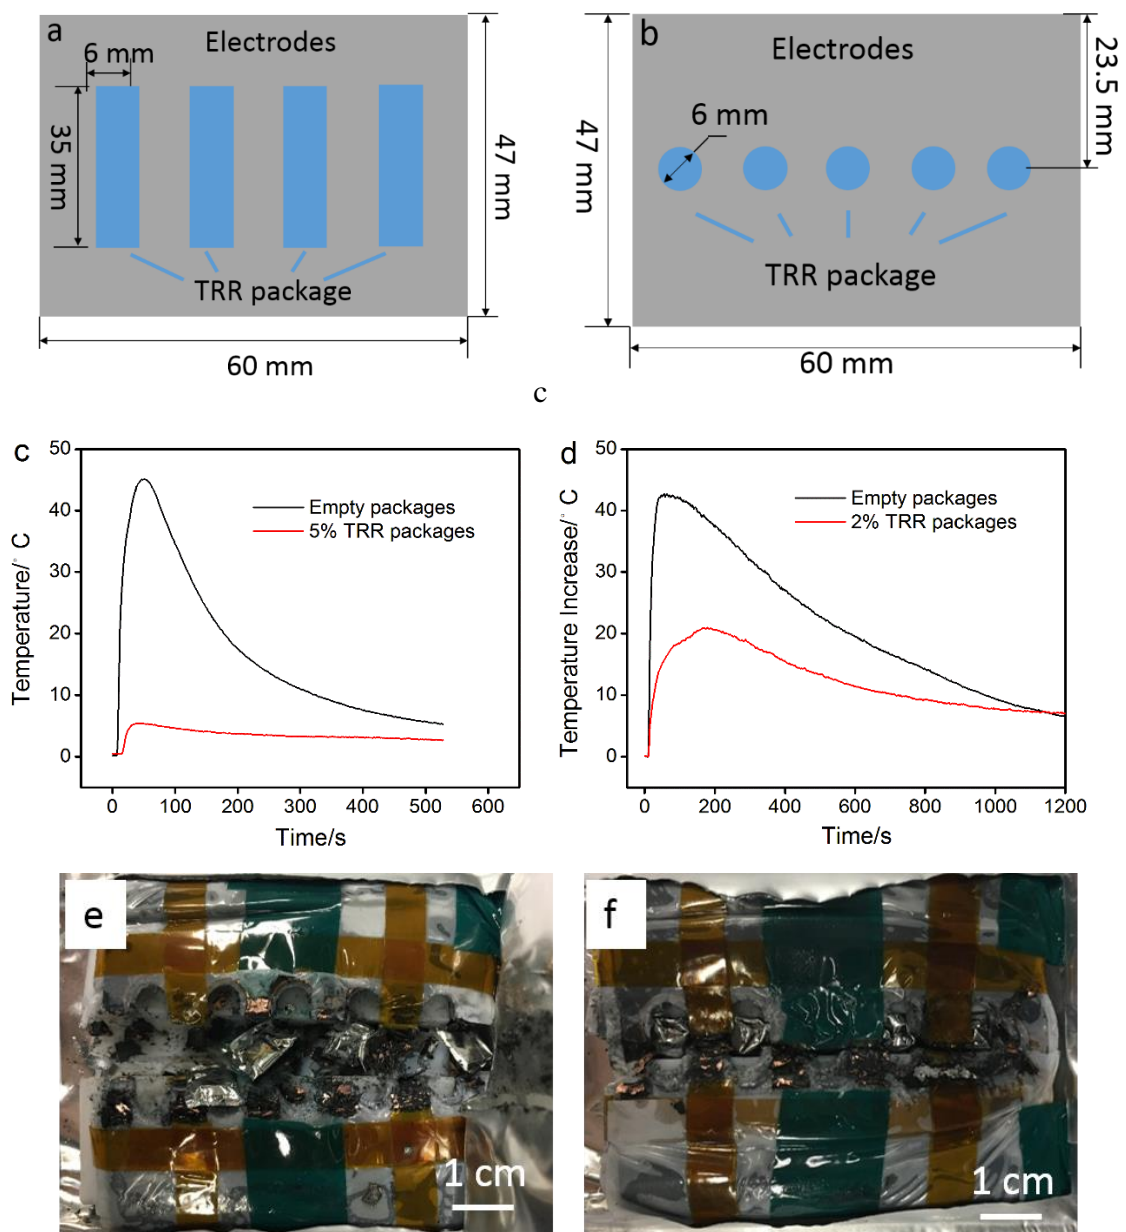 a
Electrodes
6 mm
35 mm
47 mm
TRR package
60 mm
b
Electrodes
23.5 mm
6 mm
47 mm
TRR package
60 mm
c
c
50
40
30
20
10
0
Temperature/° C
Empty packages
5% TRR packages
0 100 200 300 400 500 600
Time/s
d
50
40
30
20
10
0
Temperature Increase/° C
Empty packages
2% TRR packages
0 200 400 600 800 1000 1200
Time/s
e
1 cm
f
1 cm